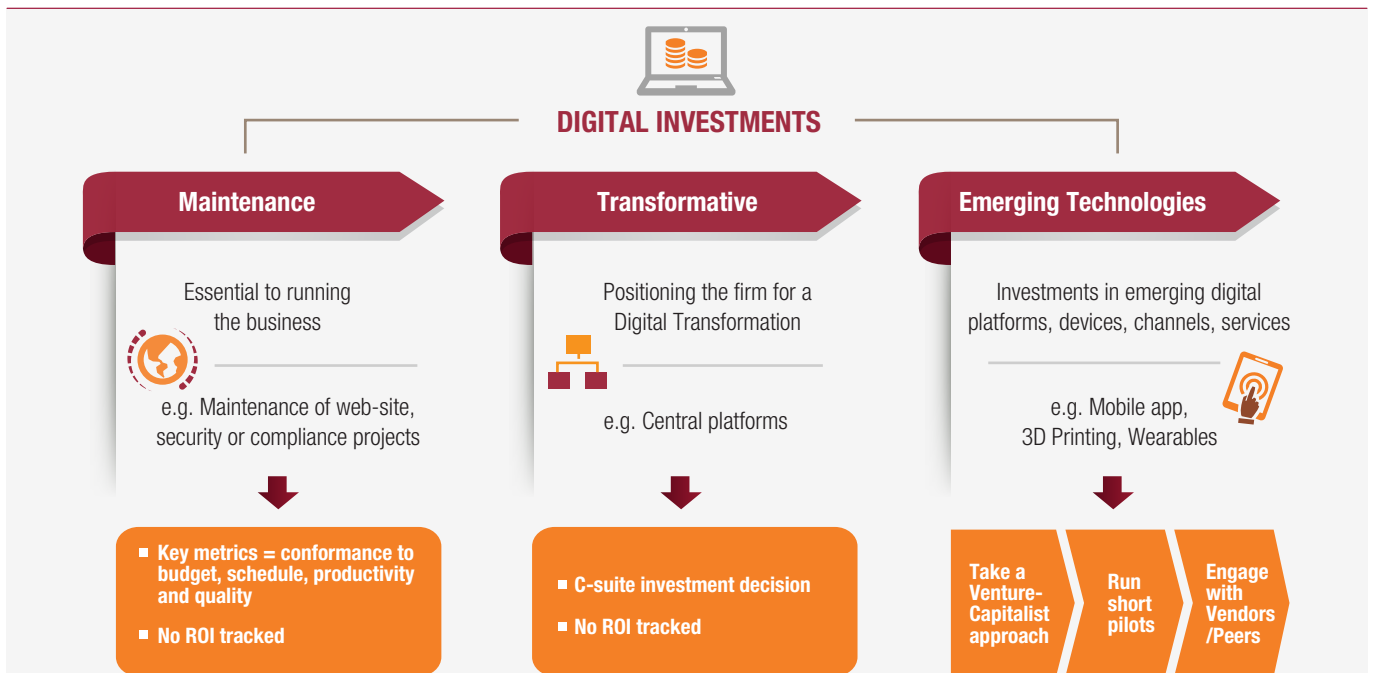 DIGITAL INVESTMENTS
Maintenance
Essential to running
the business
e.g. Maintenance of web-site,
security or compliance projects
Key metrics = conformance to
budget, schedule, productivity
and quality
No ROI tracked
Transformative
Positioning the firm for a
Digital Transformation
e.g. Central platforms
C-suite investment decision
No ROI tracked
Emerging Technologies
Investments in emerging digital
platforms, devices, channels, services
e.g. Mobile app,
3D Printing, Wearables
Take a
Venture-
Capitalist
approach
Run
short
pilots
Engage
with
Vendors
/Peers